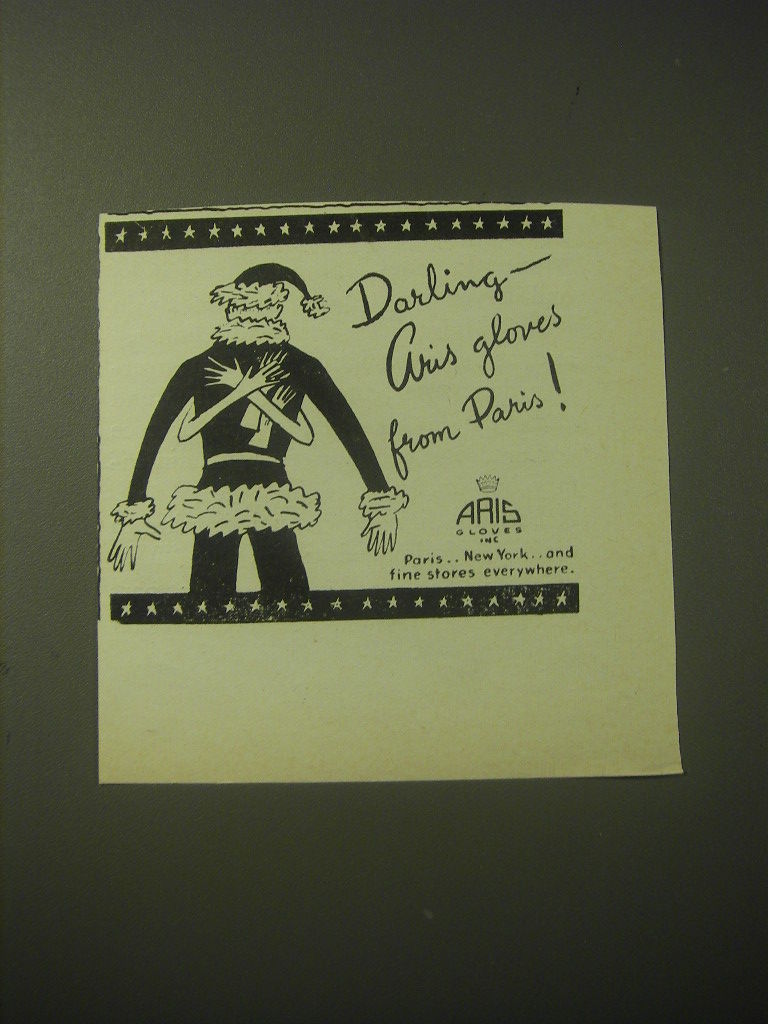 Darling—
Aris gloves
from Paris!
ARIS
GLOVES
INC
Paris.. New York.. and
fine stores everywhere.